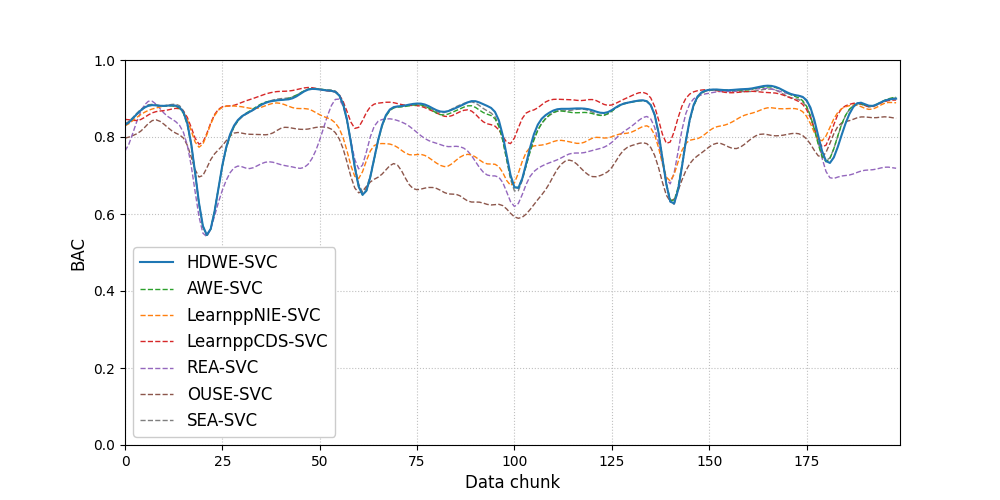 1.0
0.8
0.6
0.4
0.2
0.0
BAC
HDWE-SVC
AWE-SVC
LearnppNIE-SVC
LearnppCDS-SVC
REA-SVC
OUSE-SVC
SEA-SVC
0 25 50 75 100 125 150 175
Data chunk